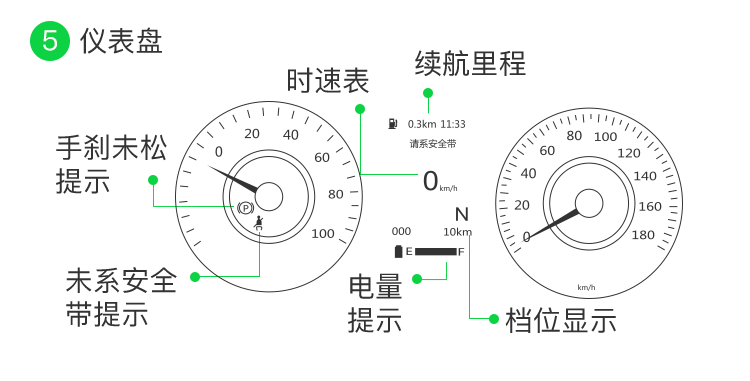 5 仪表盘
时速表
续航里程
0.3km 11:33
请系安全带
手刹未松
提示
0
20
40
60
80
100
P
0
km/h
N
000
10km
E
F
未系安全
带提示
电量
提示
档位显示
0
20
40
60
80
100
120
140
160
180
km/h